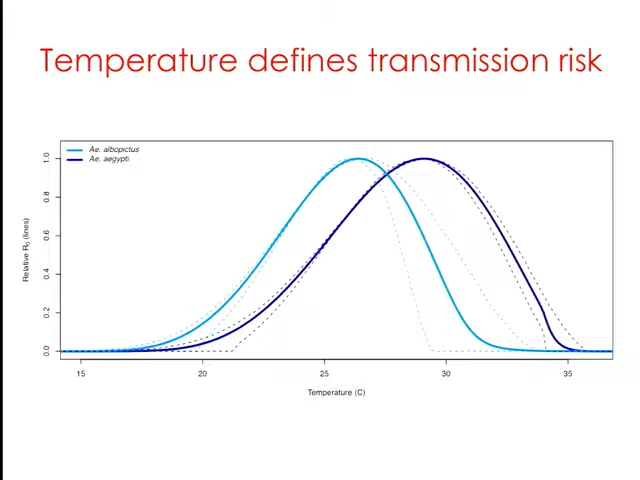 Temperature defines transmission risk
Ae. albopictus
Ae. aegypti
Relative R0 (lines)
1.0
0.8
0.6
0.4
0.2
0.0
15 20 25 30 35
Temperature (C)